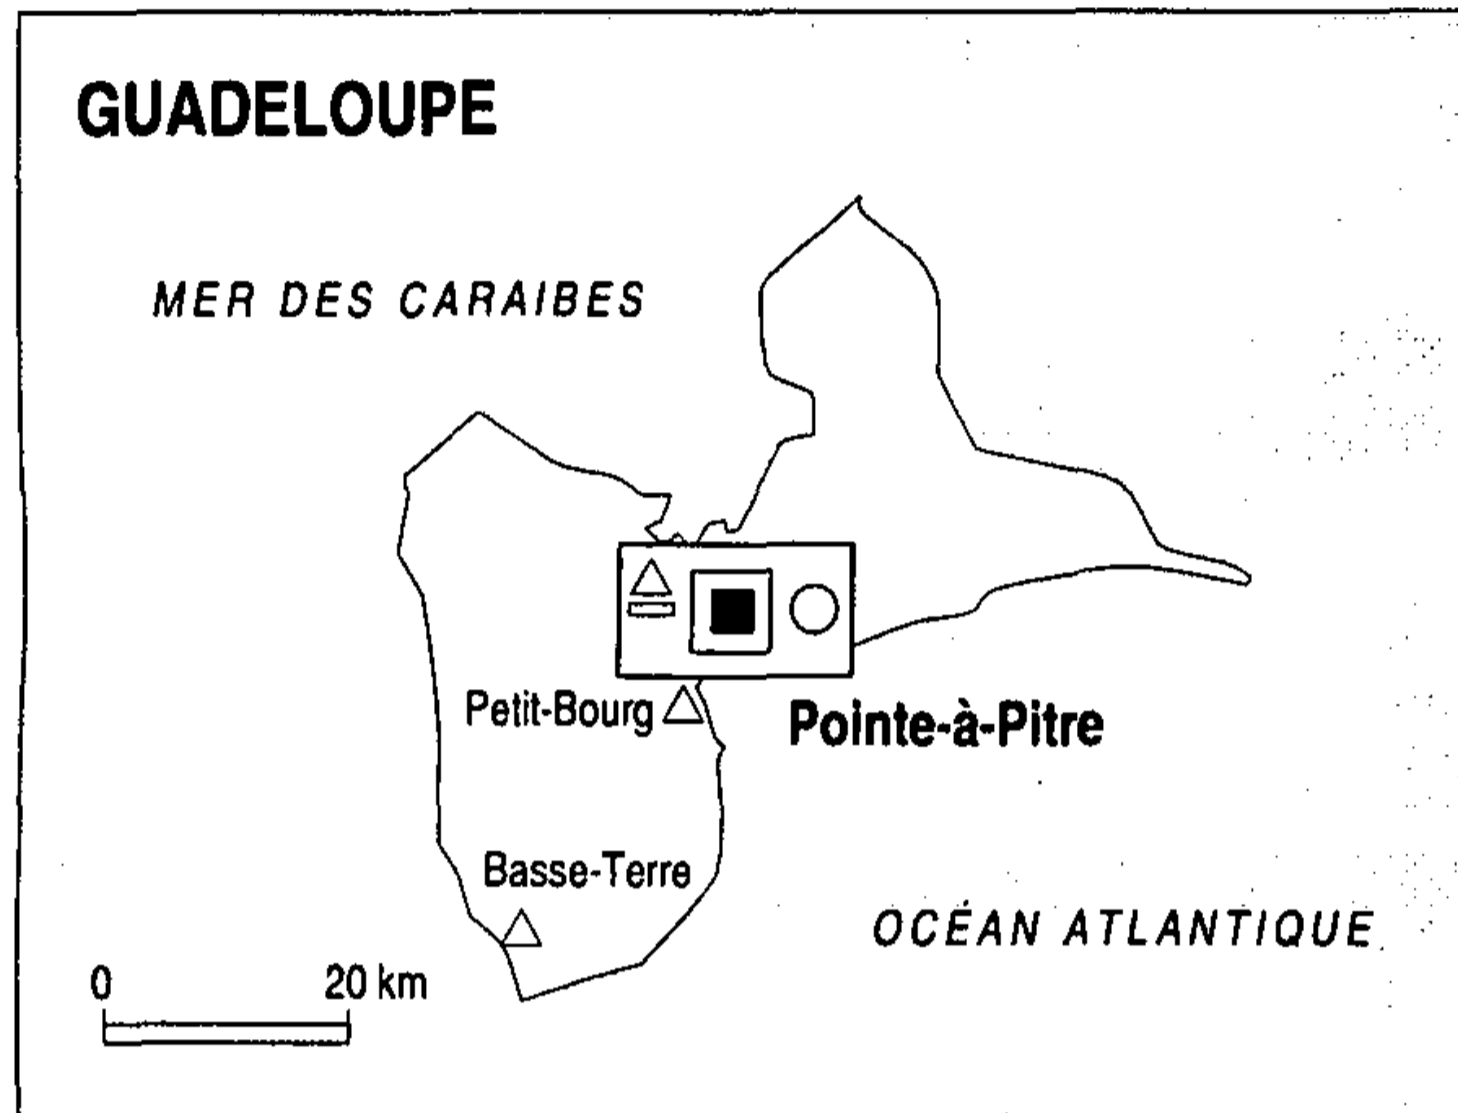 GUADELOUPE
MER DES CARAIBES
Petit-Bourg
Pointe-à-Pitre
Basse-Terre
OCÉAN ATLANTIQUE
0 20 km